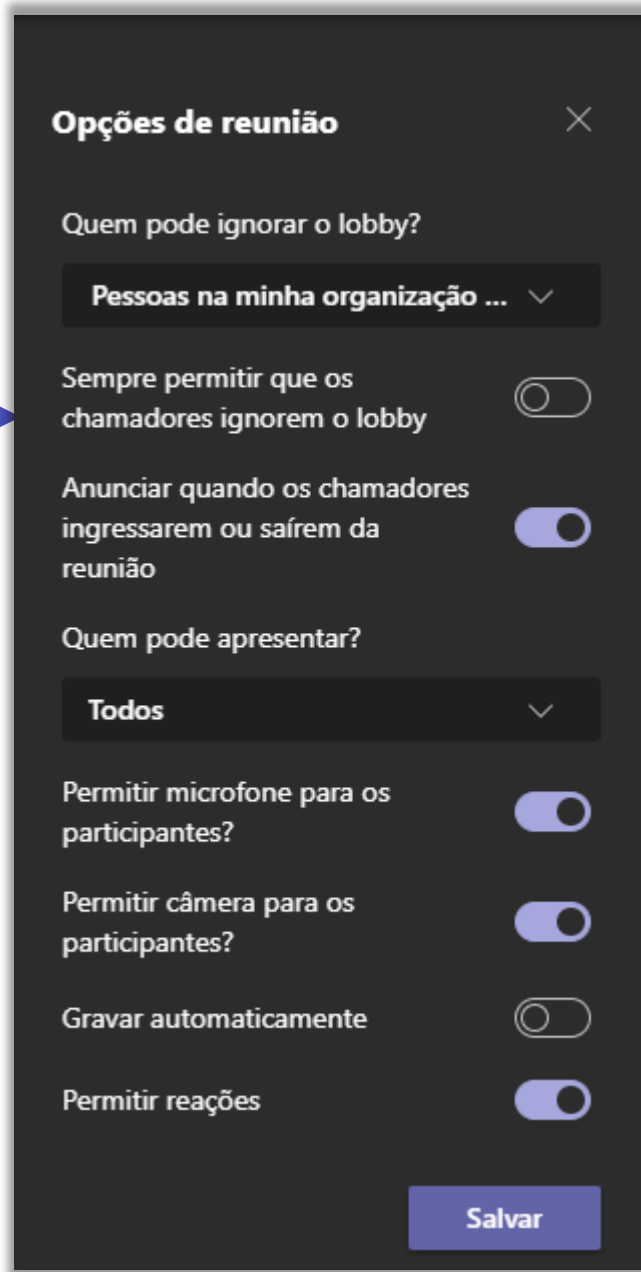 Opções de reunião
Quem pode ignorar o lobby?
Pessoas na minha organização ...
Sempre permitir que os
chamadores ignorem o lobby
Anunciar quando os chamadores
ingressarem ou saírem da
reunião
Quem pode apresentar?
Todos
Permitir microfone para os
participantes?
Permitir câmera para os
participantes?
Gravar automaticamente
Permitir reações
Salvar